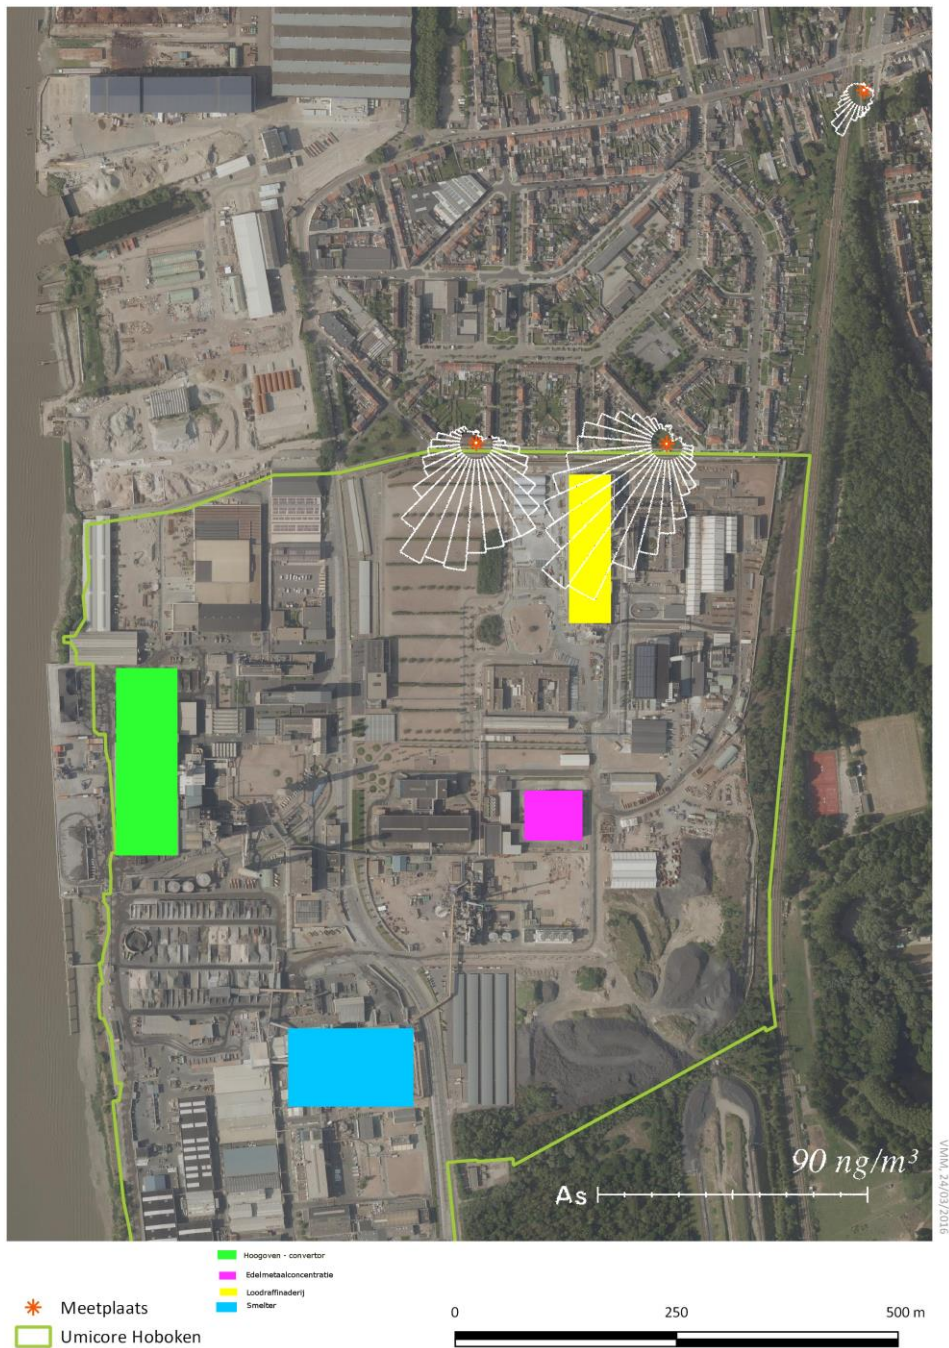 90 ng/m³
As
VMM, 24/03/2016
Hoogoven - convertor
Edelmetaalconcentratie
Loodraffinaderij
Smelter
Meetplaats
Umicore Hoboken
0 250 500 m